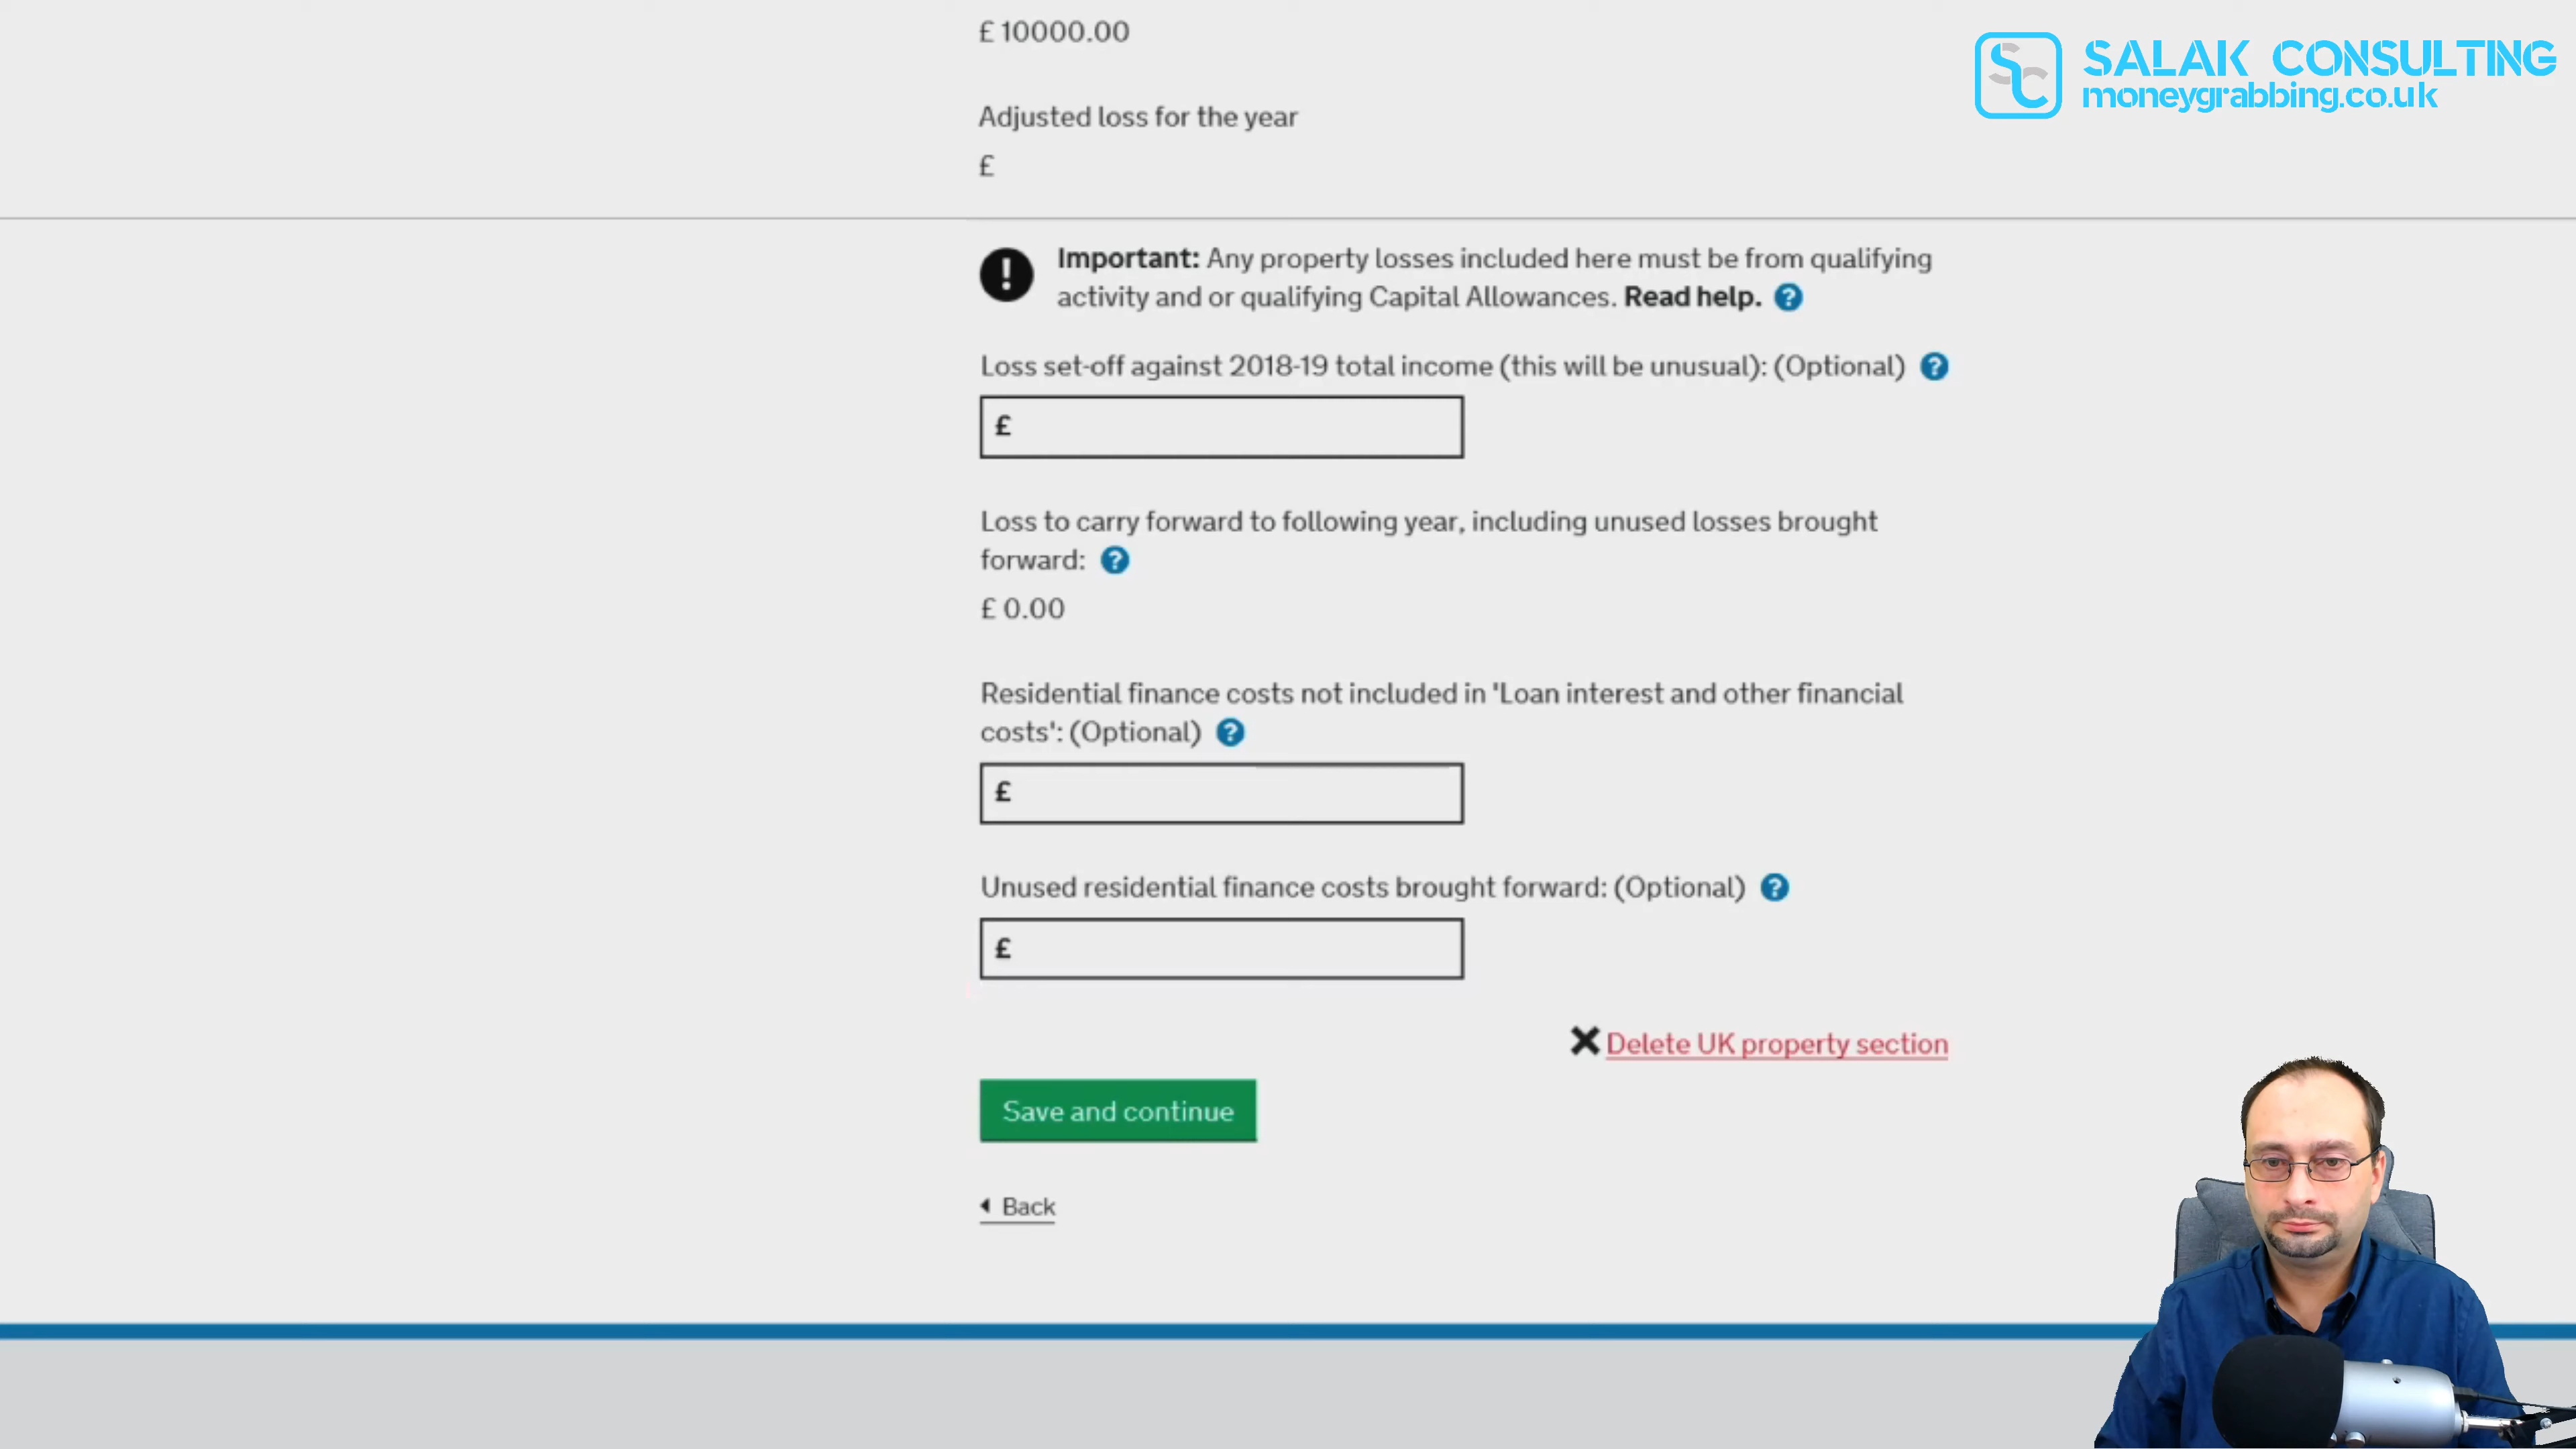 £ 10000.00
SALAK CONSULTING
moneygrabbing.co.uk
Adjusted loss for the year
£
! Important: Any property losses included here must be from qualifying
activity and or qualifying Capital Allowances. Read help. ?
Loss set-off against 2018-19 total income (this will be unusual): (Optional) ?
£
Loss to carry forward to following year, including unused losses brought
forward: ?
£ 0.00
Residential finance costs not included in 'Loan interest and other financial
costs': (Optional) ?
£
Unused residential finance costs brought forward: (Optional) ?
£
Delete UK property section
Save and continue
Back